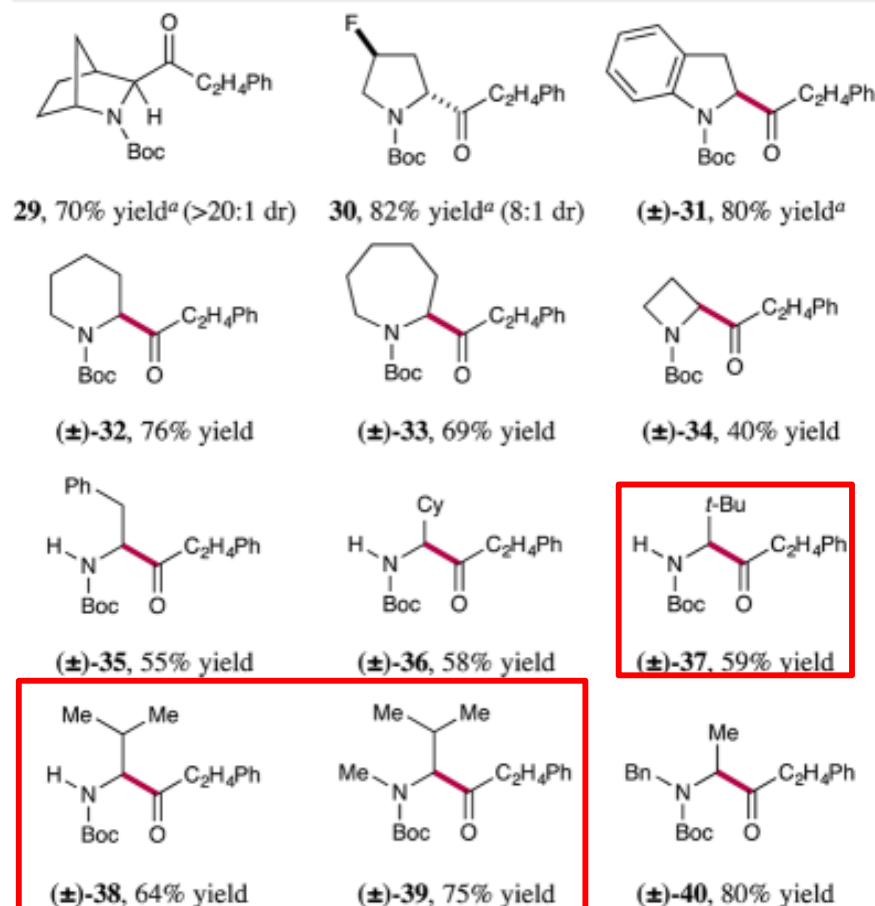 O
C₂H₄Ph
H
N
Boc
F
C₂H₄Ph
N
Boc
O
C₂H₄Ph
N
Boc
O
29, 70% yieldᵃ (>20:1 dr)
30, 82% yieldᵃ (8:1 dr)
(±)-31, 80% yieldᵃ
C₂H₄Ph
N
Boc
O
C₂H₄Ph
N
Boc
O
C₂H₄Ph
N
Boc
O
(±)-32, 76% yield
(±)-33, 69% yield
(±)-34, 40% yield
Ph
H
N
C₂H₄Ph
Boc
O
Cy
H
N
C₂H₄Ph
Boc
O
t-Bu
H
N
C₂H₄Ph
Boc
O
(±)-35, 55% yield
(±)-36, 58% yield
(±)-37, 59% yield
Me
Me
H
N
C₂H₄Ph
Boc
O
Me
Me
Me
N
C₂H₄Ph
Boc
O
Me
Bn
N
C₂H₄Ph
Boc
O
(±)-38, 64% yield
(±)-39, 75% yield
(±)-40, 80% yield